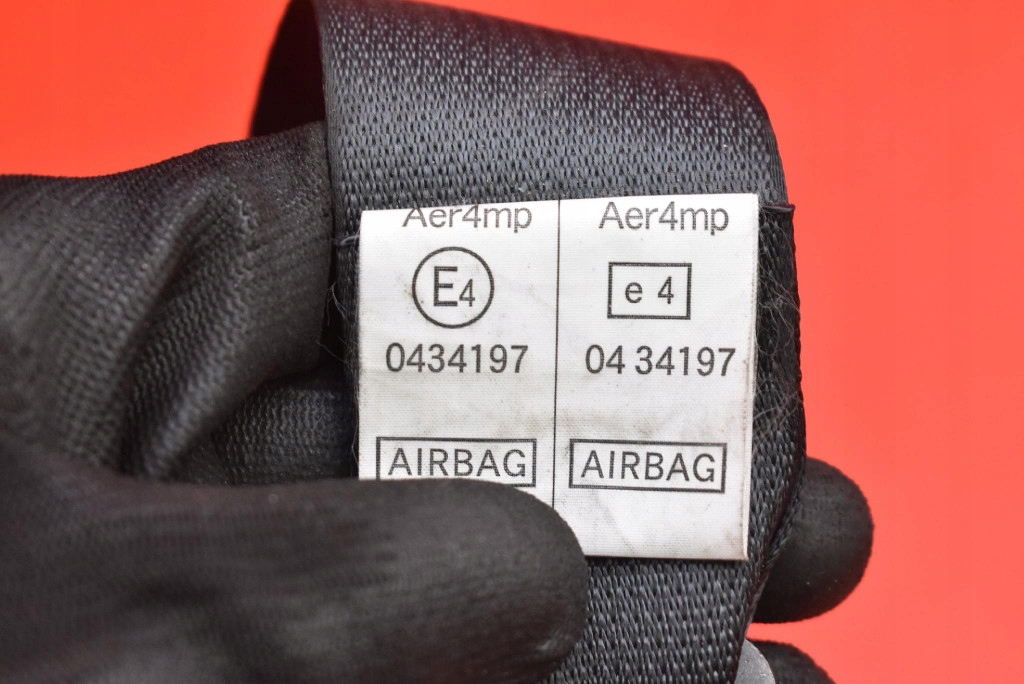 Aer4mp
E4
0434197
AIRBAG
Aer4mp
e 4
04 34197
AIRBAG